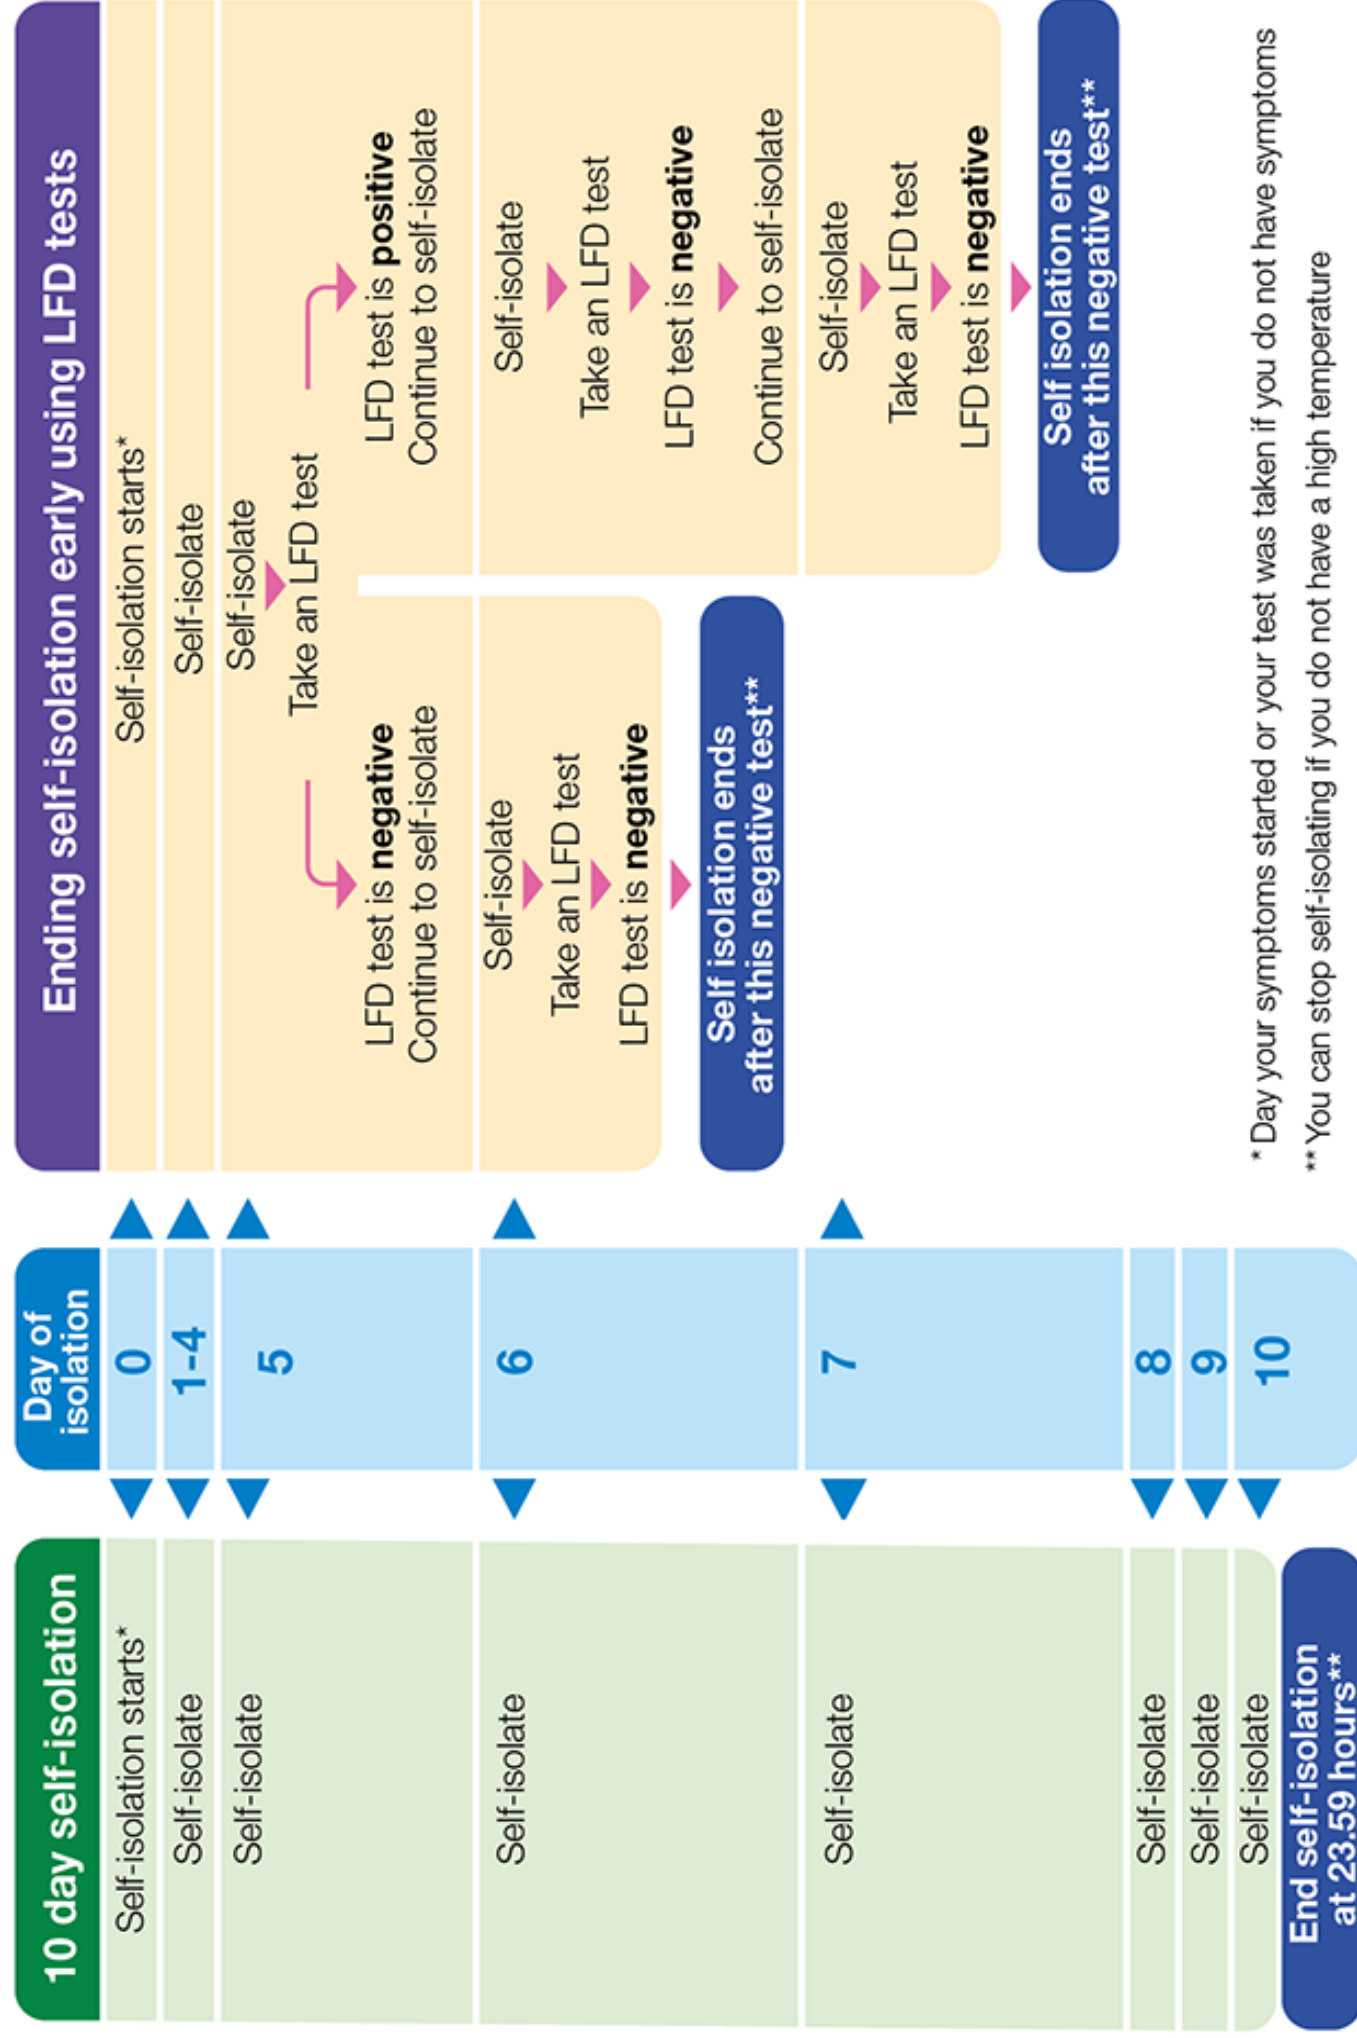 10 day self-isolation
Self-isolation starts*
Self-isolate
Self-isolate
Self-isolate
Self-isolate
Self-isolate
Self-isolate
Self-isolate
End self-isolation
at 23.59 hours**
Day of
isolation
0
1-4
5
6
7
8
9
10
Ending self-isolation early using LFD tests
Self-isolation starts*
Self-isolate
Self-isolate
Take an LFD test
LFD test is negative
Continue to self-isolate
Self-isolate
Take an LFD test
LFD test is negative
Self isolation ends
after this negative test**
LFD test is positive
Continue to self-isolate
Self-isolate
Take an LFD test
LFD test is negative
Continue to self-isolate
Self-isolate
Take an LFD test
LFD test is negative
Self isolation ends
after this negative test**
* Day your symptoms started or your test was taken if you do not have symptoms
** You can stop self-isolating if you do not have a high temperature